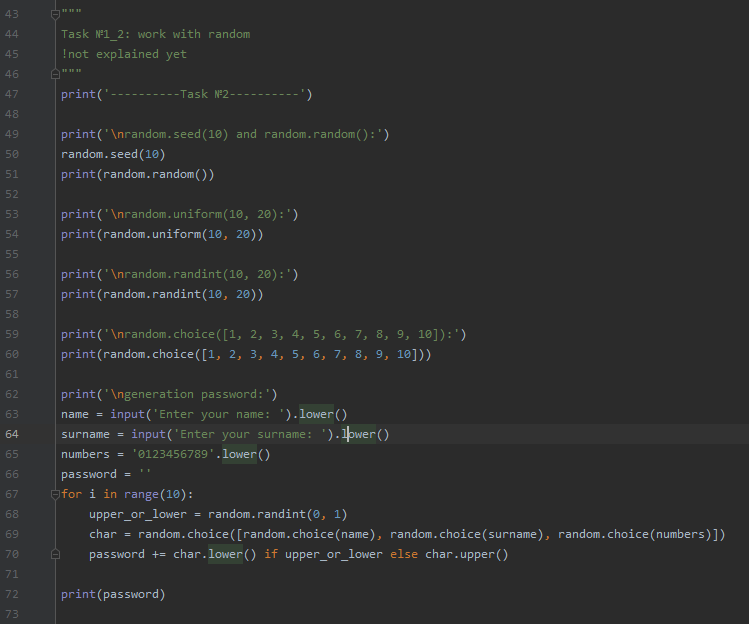 43 """
44 Task №1_2: work with random
45 !not explained yet
46 """
47 print('----------Task №2----------')
48
49 print('\nrandom.seed(10) and random.random():')
50 random.seed(10)
51 print(random.random())
52
53 print('\nrandom.uniform(10, 20):')
54 print(random.uniform(10, 20))
55
56 print('\nrandom.randint(10, 20):')
57 print(random.randint(10, 20))
58
59 print('\nrandom.choice([1, 2, 3, 4, 5, 6, 7, 8, 9, 10]):')
60 print(random.choice([1, 2, 3, 4, 5, 6, 7, 8, 9, 10]))
61
62 print('\ngeneration password:')
63 name = input('Enter your name: ').lower()
64 surname = input('Enter your surname: ').lower()
65 numbers = '0123456789'.lower()
66 password = ''
67 for i in range(10):
68     upper_or_lower = random.randint(0, 1)
69     char = random.choice([random.choice(name), random.choice(surname), random.choice(numbers)])
70     password += char.lower() if upper_or_lower else char.upper()
71
72 print(password)
73